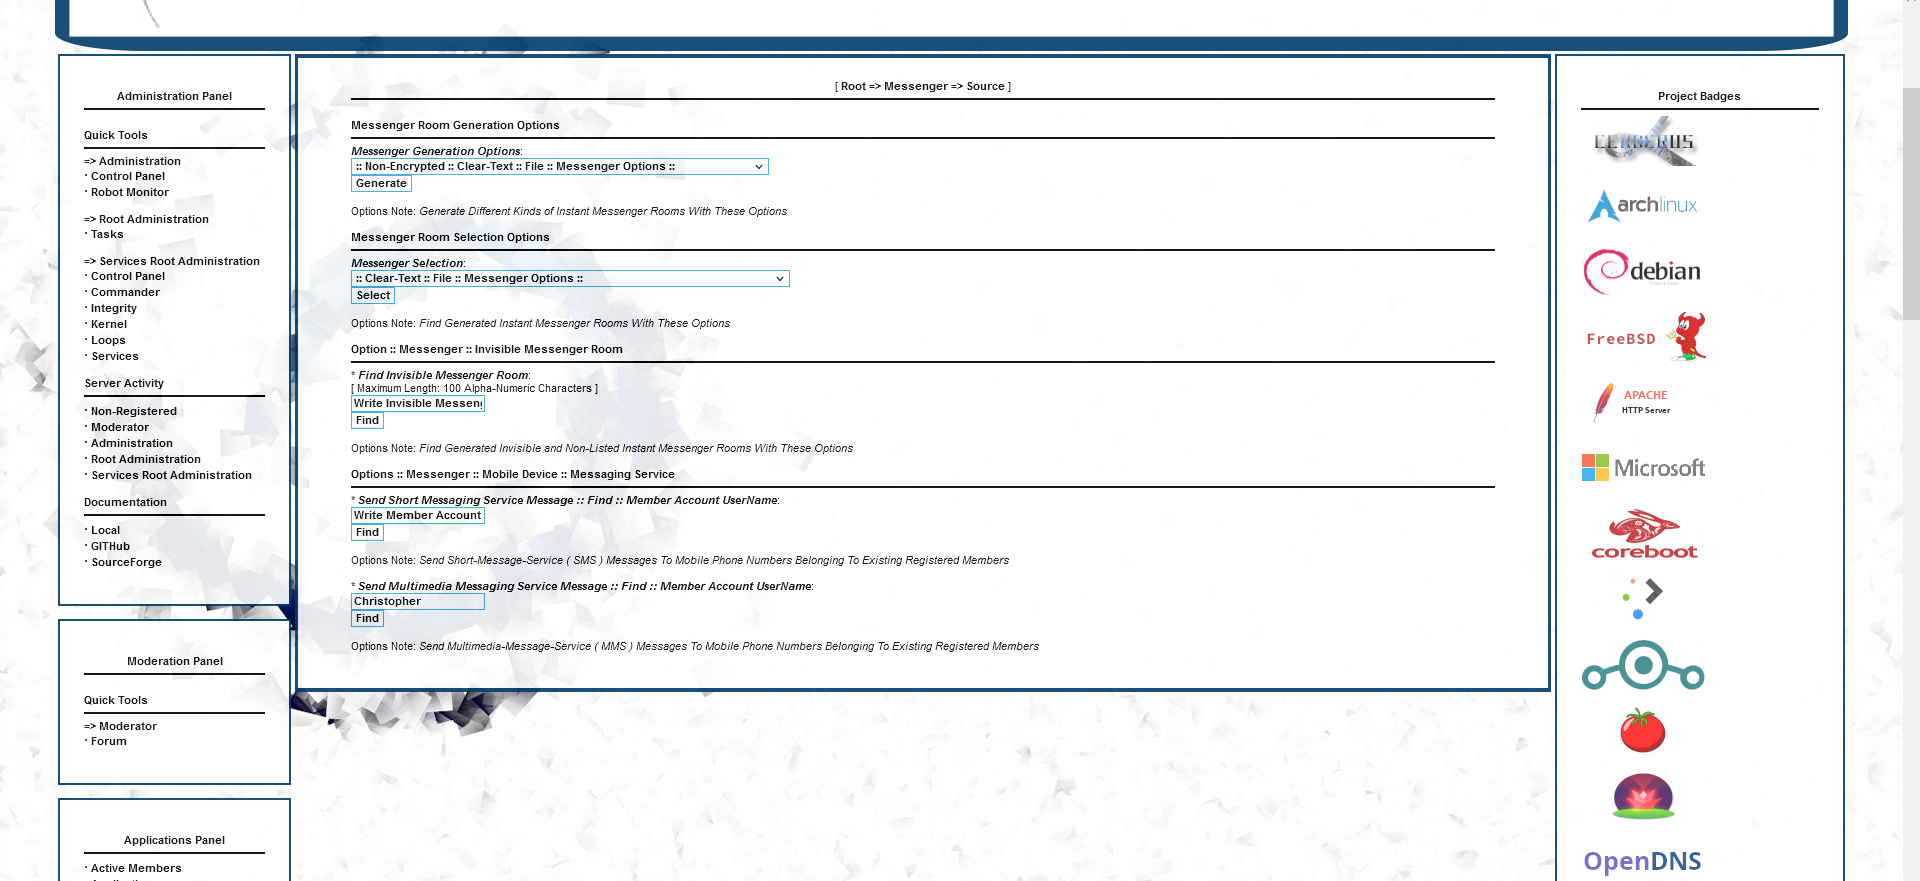 Administration Panel
Quick Tools
=> Administration
· Control Panel
· Robot Monitor
=> Root Administration
· Tasks
=> Services Root Administration
· Control Panel
· Commander
· Integrity
· Kernel
· Loops
· Services
Server Activity
· Non-Registered
· Moderator
· Administration
· Root Administration
· Services Root Administration
Documentation
· Local
· GITHub
· SourceForge
Moderation Panel
Quick Tools
=> Moderator
· Forum
Applications Panel
· Active Members
[ Root => Messenger => Source ]
Messenger Room Generation Options
Messenger Generation Options:
:: Non-Encrypted :: Clear-Text :: File :: Messenger Options ::
Generate
Options Note: Generate Different Kinds of Instant Messenger Rooms With These Options
Messenger Room Selection Options
Messenger Selection:
:: Clear-Text :: File :: Messenger Options ::
Select
Options Note: Find Generated Instant Messenger Rooms With These Options
Option :: Messenger :: Invisible Messenger Room
* Find Invisible Messenger Room:
[ Maximum Length: 100 Alpha-Numeric Characters ]
Write Invisible Messen
Find
Options Note: Find Generated Invisible and Non-Listed Instant Messenger Rooms With These Options
Options :: Messenger :: Mobile Device :: Messaging Service
* Send Short Messaging Service Message :: Find :: Member Account UserName:
Write Member Account
Find
Options Note: Send Short-Message-Service ( SMS ) Messages To Mobile Phone Numbers Belonging To Existing Registered Members
* Send Multimedia Messaging Service Message :: Find :: Member Account UserName:
Christopher
Find
Options Note: Send Multimedia-Message-Service ( MMS ) Messages To Mobile Phone Numbers Belonging To Existing Registered Members
Project Badges
CERBERUS
archlinux
debian
FreeBSD
APACHE
HTTP Server
Microsoft
coreboot
OpenDNS